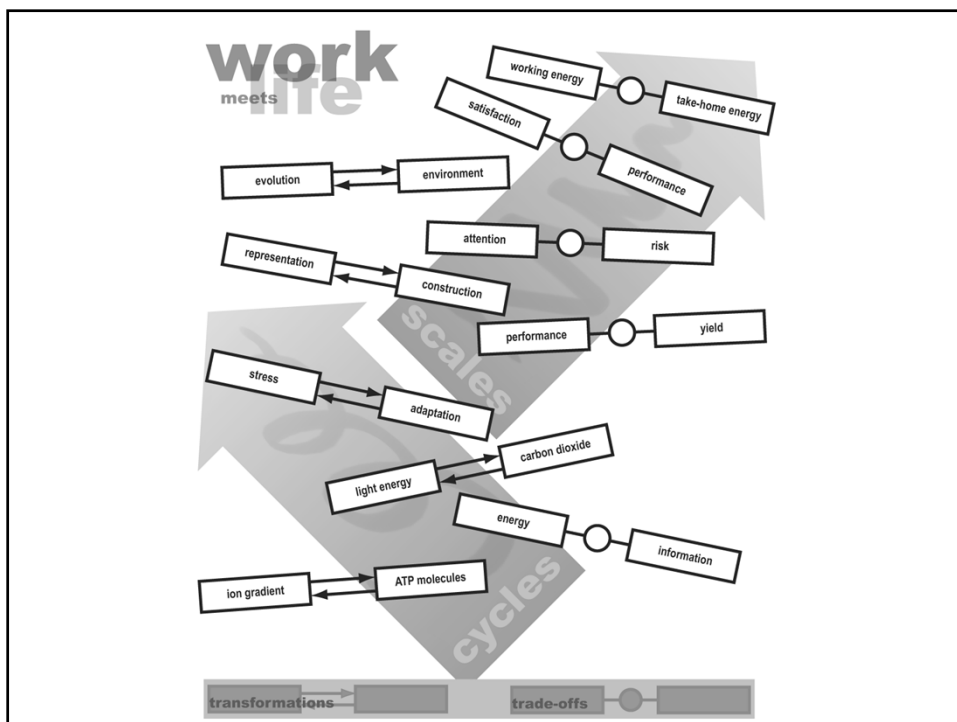 work
meets life
working energy
take-home energy
satisfaction
performance
evolution
environment
attention
risk
representation
construction
performance
yield
scales
stress
adaptation
carbon dioxide
light energy
energy
information
ion gradient
ATP molecules
cycles
transformations
trade-offs